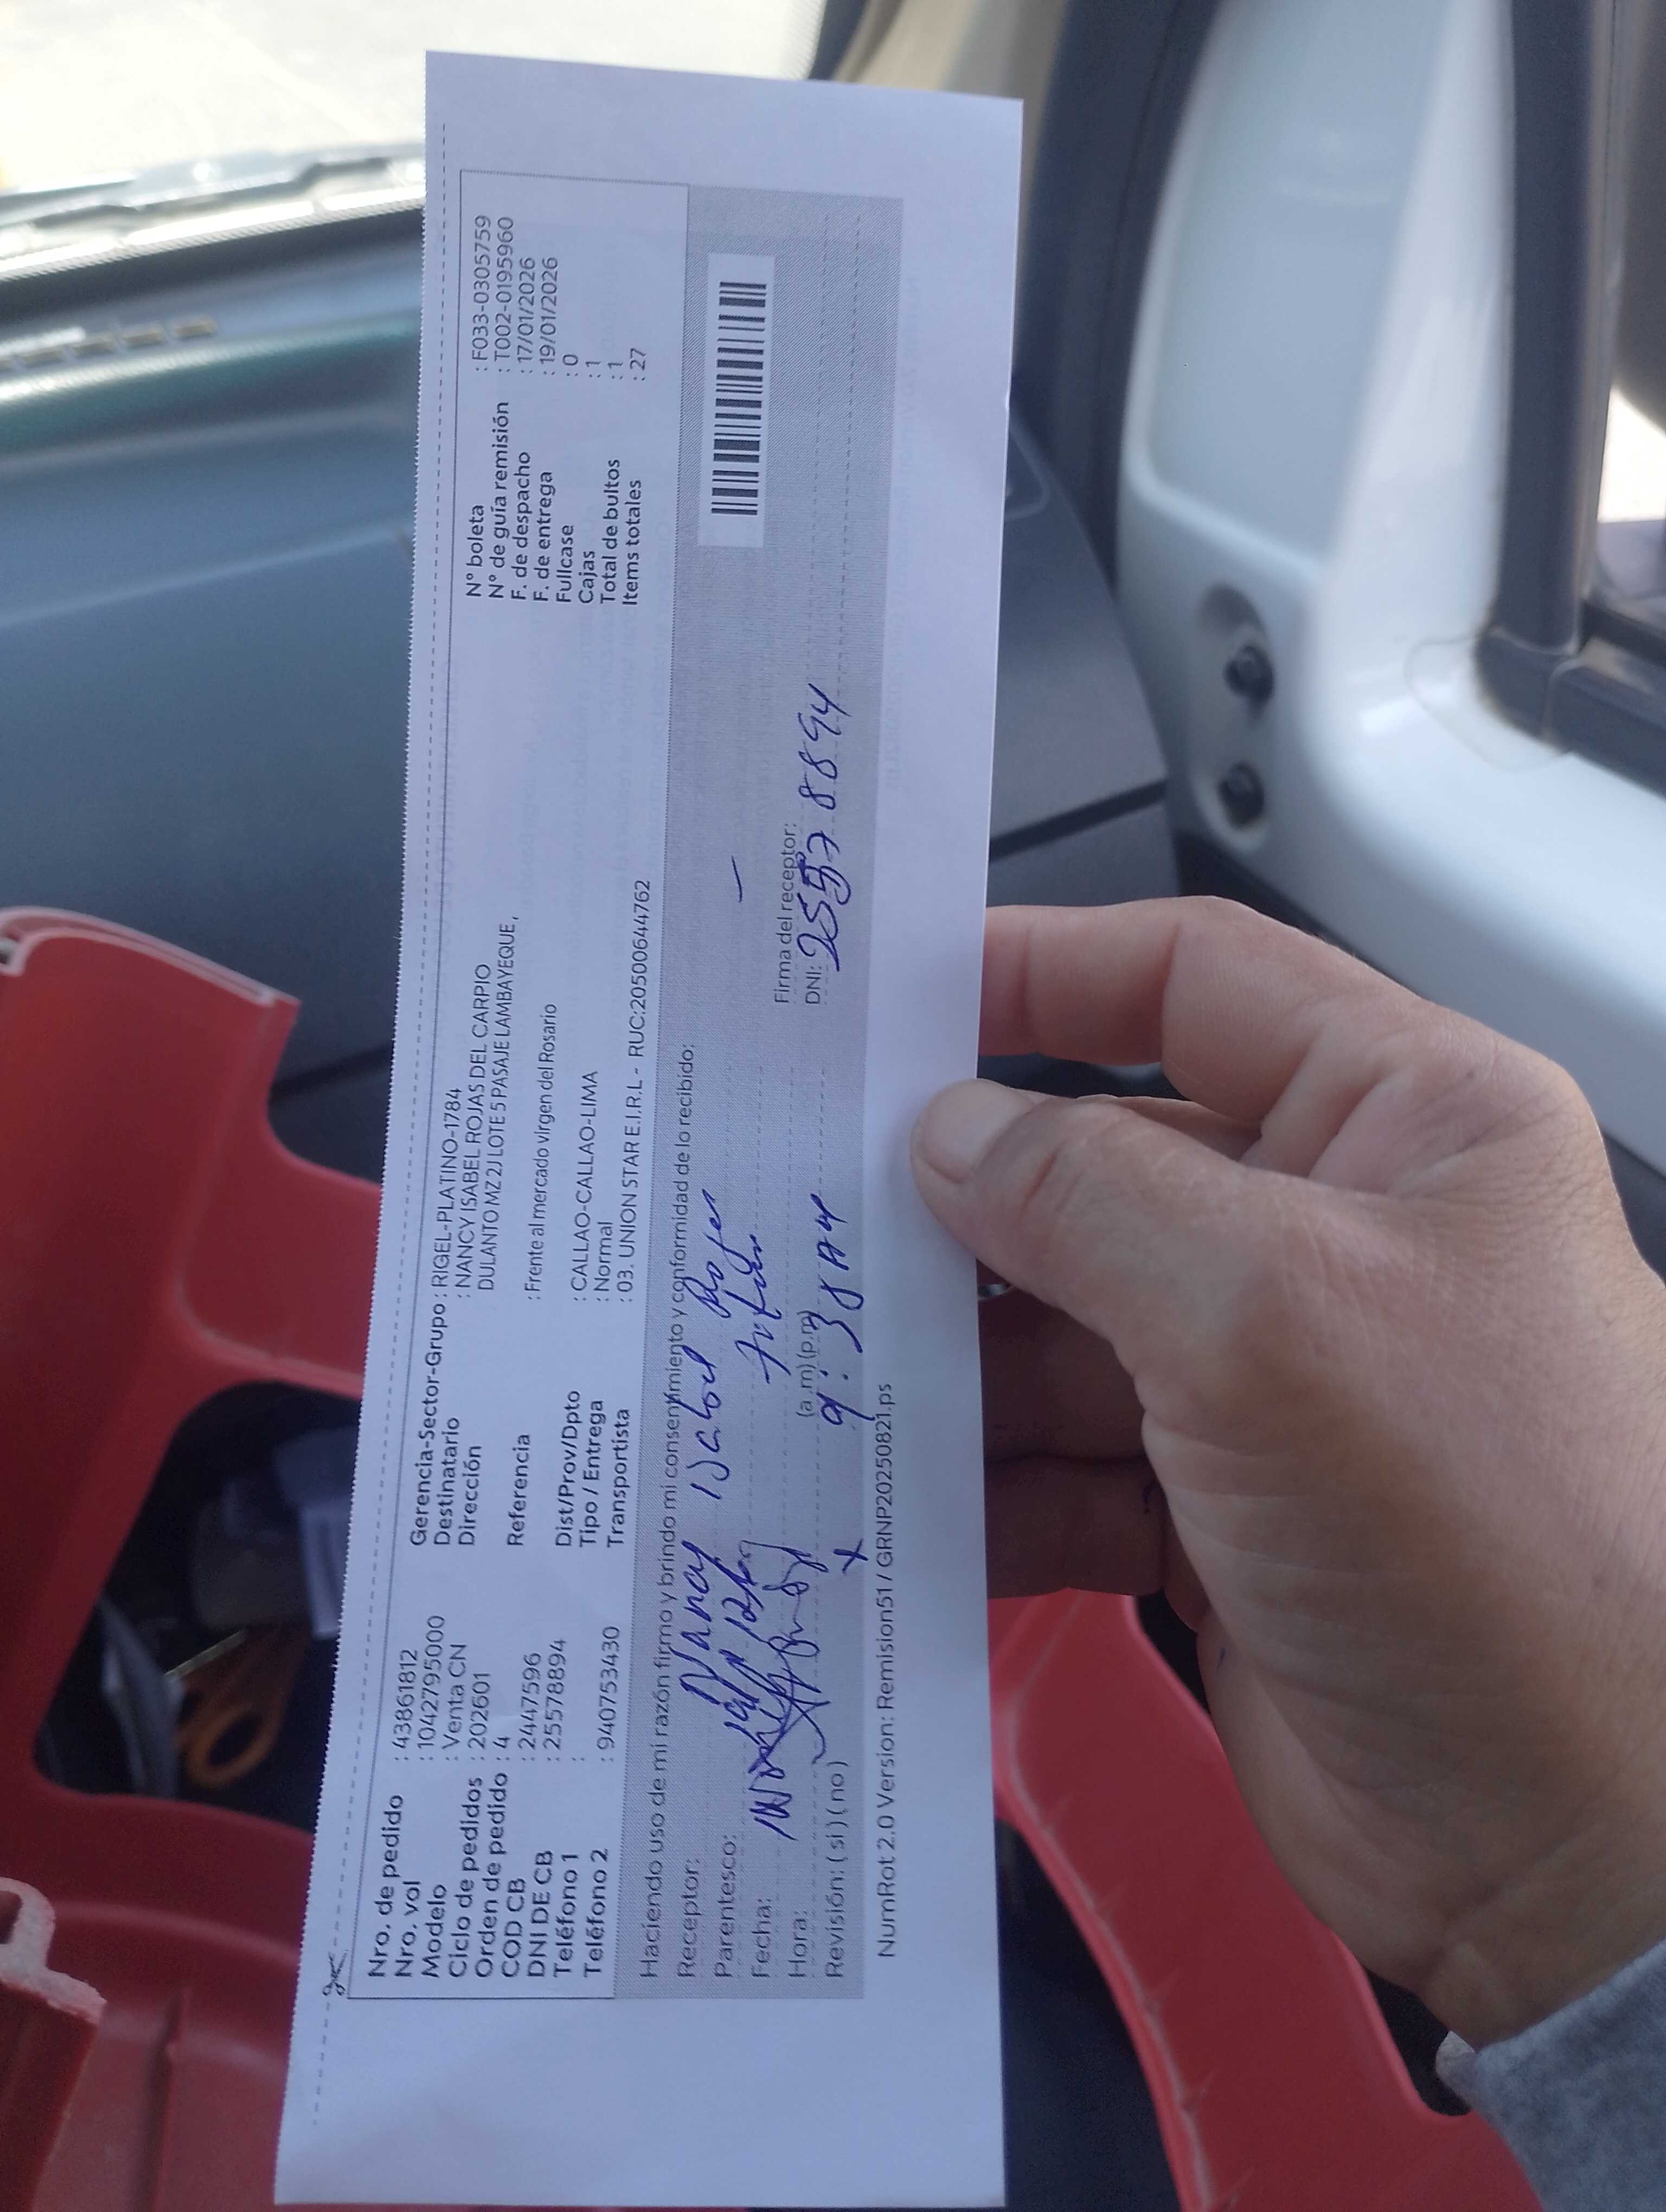 Nro. de pedido : 43861812
Nro. vol : 1042795000
Modelo : Venta CN
Ciclo de pedidos : 202601
Orden de pedido : 4
COD CB : 2447596
DNI DE CB : 25578894
Teléfono 1 :
Teléfono 2 : 940753430
Gerencia-Sector-Grupo : RIGEL-PLATINO-1784
Destinatario : NANCY ISABEL ROJAS DEL CARPIO
Dirección DULANTO MZ 2J LOTE 5 PASAJE LAMBAYEQUE ,
Referencia : Frente al mercado virgen del Rosario
Dist/Prov/Dpto : CALLAO-CALLAO-LIMA
Tipo / Entrega : Normal
Transportista : 03. UNION STAR E.I.R.L - RUC:20500644762
N° boleta : F033-0305759
N° de guía remisión : T002-0195960
F. de despacho : 17/01/2026
F. de entrega : 19/01/2026
Fullcase : 0
Cajas : 1
Total de bultos : 1
Items totales : 27
Haciendo uso de mi razón firmo y brindo mi consentimiento y conformidad de lo recibido:
Receptor: Nancy Isabel
Parentesco:
Fecha:
Hora: (a.m) (p.m) 9:38 AM
Firma del receptor:
DNI: 25578894
Revisión: ( si ) ( no ) x
NumRot 2.0 Version: Remision51 / GRNP20250821.ps